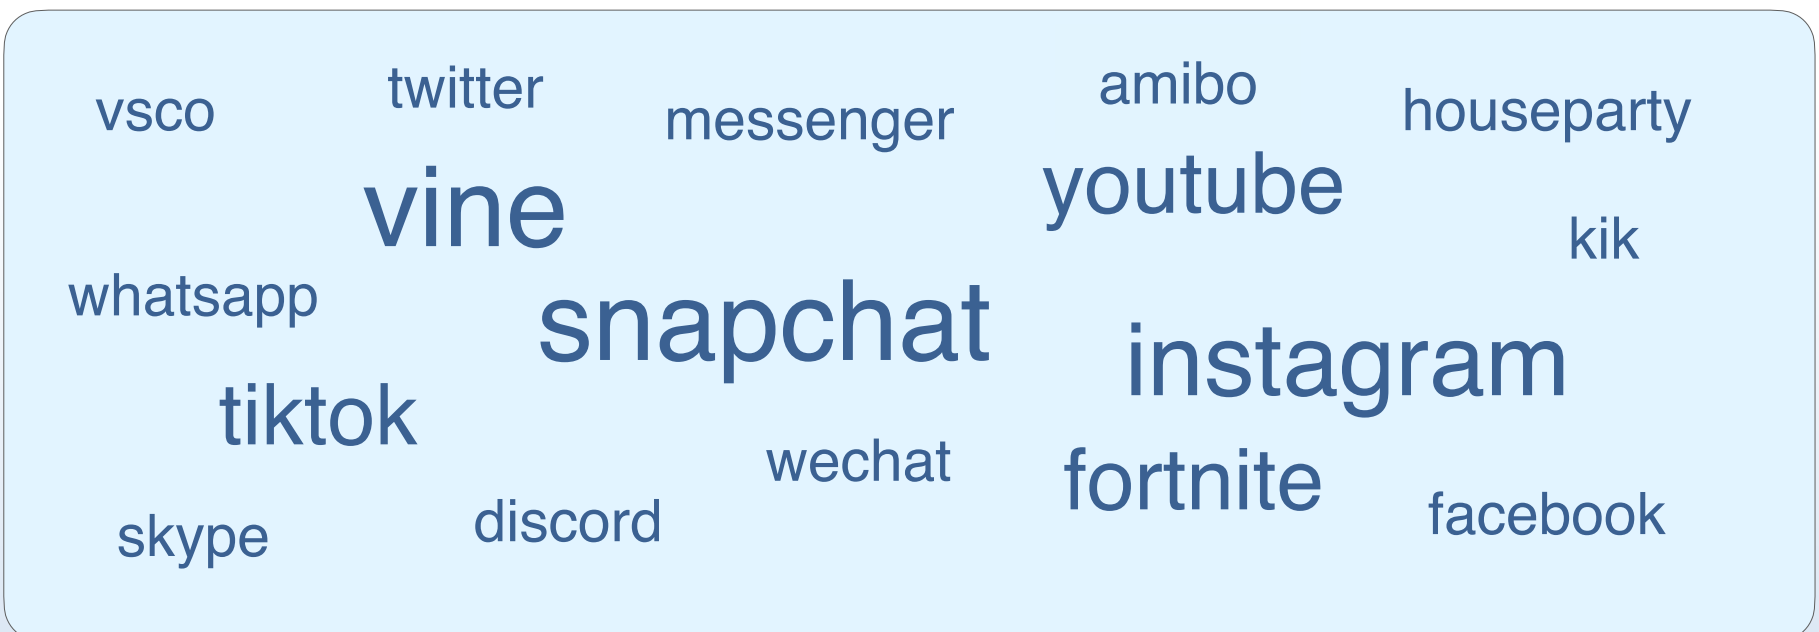 vsco
twitter
messenger
amibo
houseparty
vine
youtube
kik
whatsapp
snapchat
instagram
tiktok
wechat
fortnite
skype
discord
facebook